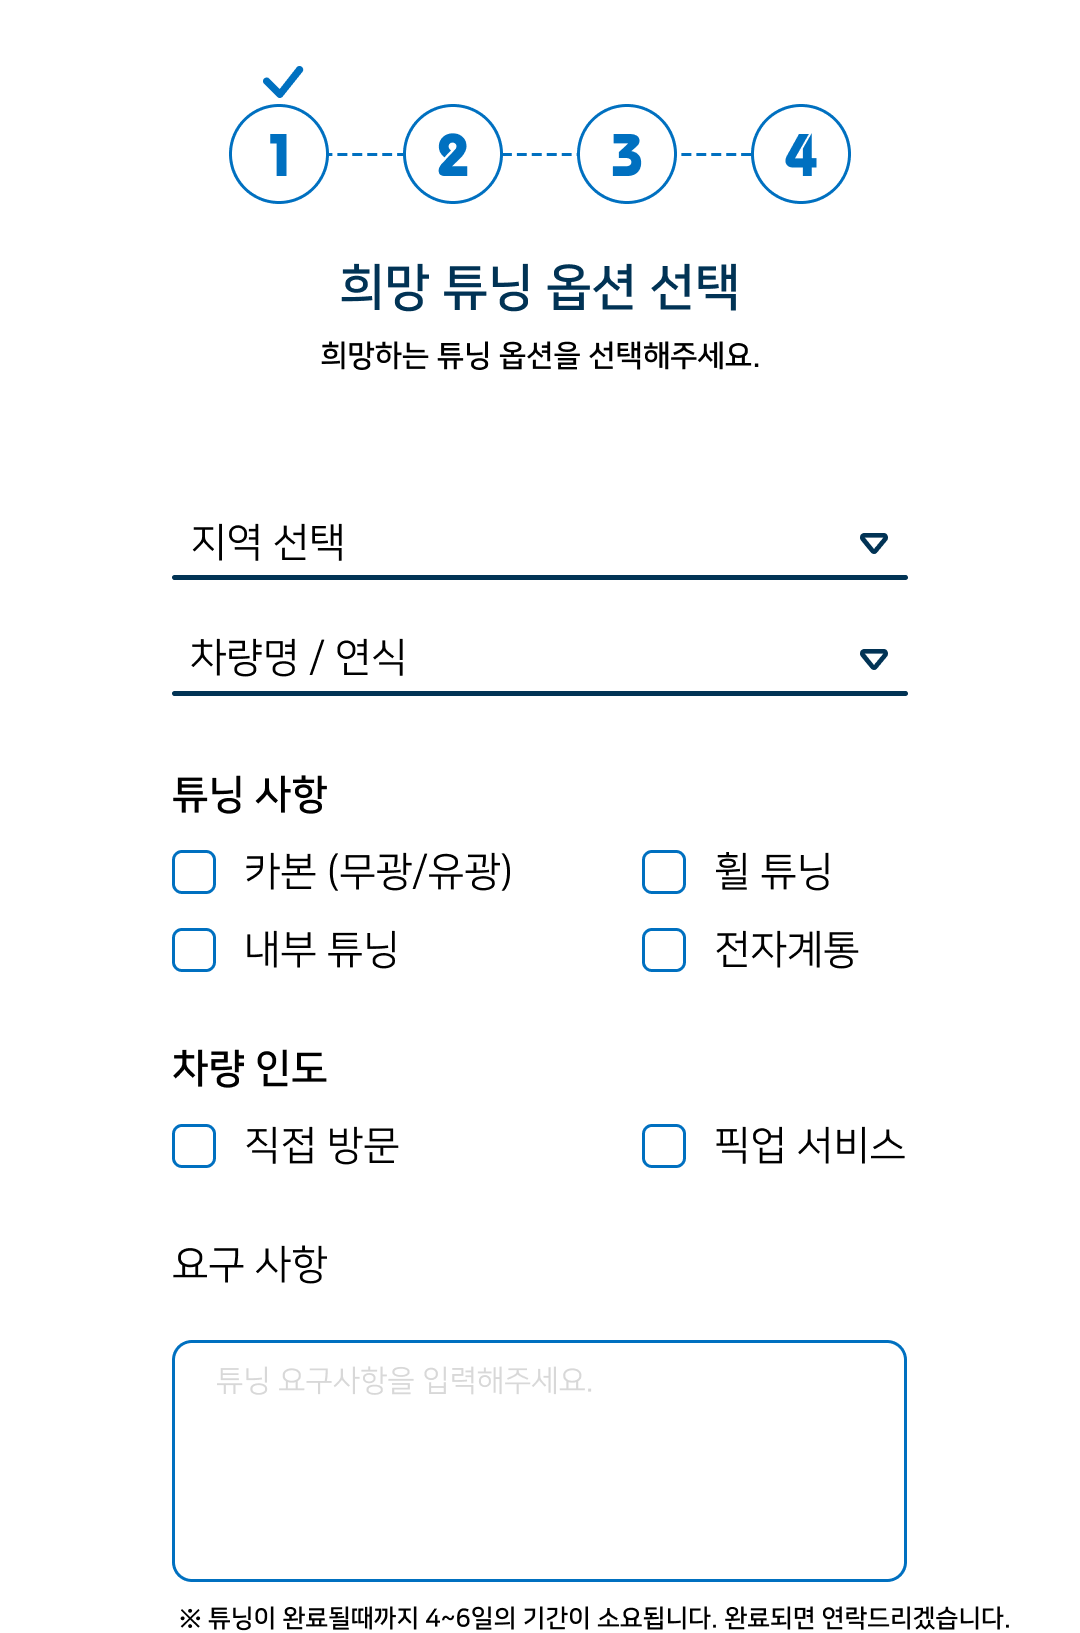 1 2 3 4
희망 튜닝 옵션 선택
희망하는 튜닝 옵션을 선택해주세요.
지역 선택
차량명 / 연식
튜닝 사항
카본 (무광/유광) 휠 튜닝
내부 튜닝 전자계통
차량 인도
직접 방문 픽업 서비스
요구 사항
튜닝 요구사항을 입력해주세요.
※ 튜닝이 완료될때까지 4~6일의 기간이 소요됩니다. 완료되면 연락드리겠습니다.